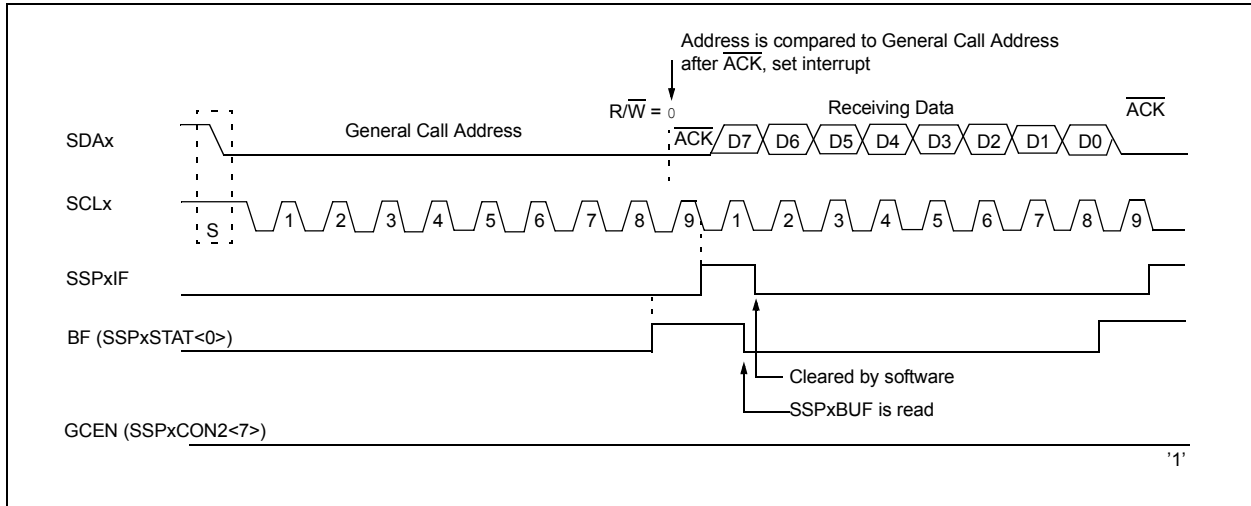 Address is compared to General Call Address
after ACK, set interrupt
R/W = 0
Receiving Data
ACK
SDAx
General Call Address
ACK
D7 D6 D5 D4 D3 D2 D1 D0
SCLx
S
1 2 3 4 5 6 7 8 9 1 2 3 4 5 6 7 8 9
SSPxIF
BF (SSPxSTAT<0>)
Cleared by software
SSPxBUF is read
GCEN (SSPxCON2<7>)
'1'